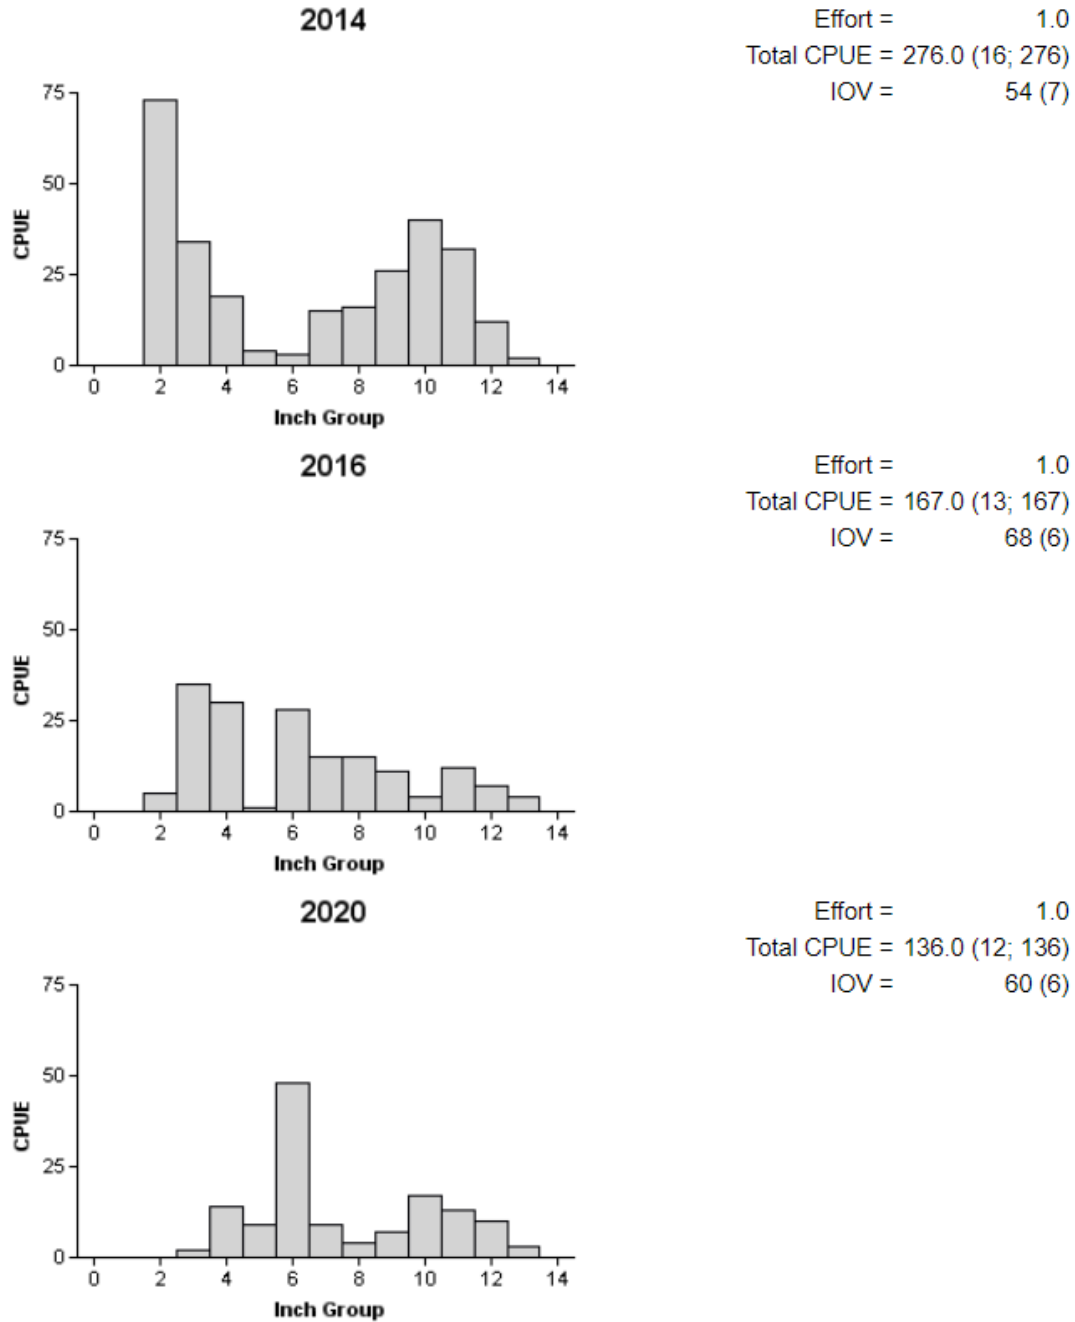 2014
Effort = 1.0
Total CPUE = 276.0 (16; 276)
IOV = 54 (7)
75
50
25
0
CPUE
0 2 4 6 8 10 12 14
Inch Group
2016
Effort = 1.0
Total CPUE = 167.0 (13; 167)
IOV = 68 (6)
75
50
25
0
CPUE
0 2 4 6 8 10 12 14
Inch Group
2020
Effort = 1.0
Total CPUE = 136.0 (12; 136)
IOV = 60 (6)
75
50
25
0
CPUE
0 2 4 6 8 10 12 14
Inch Group